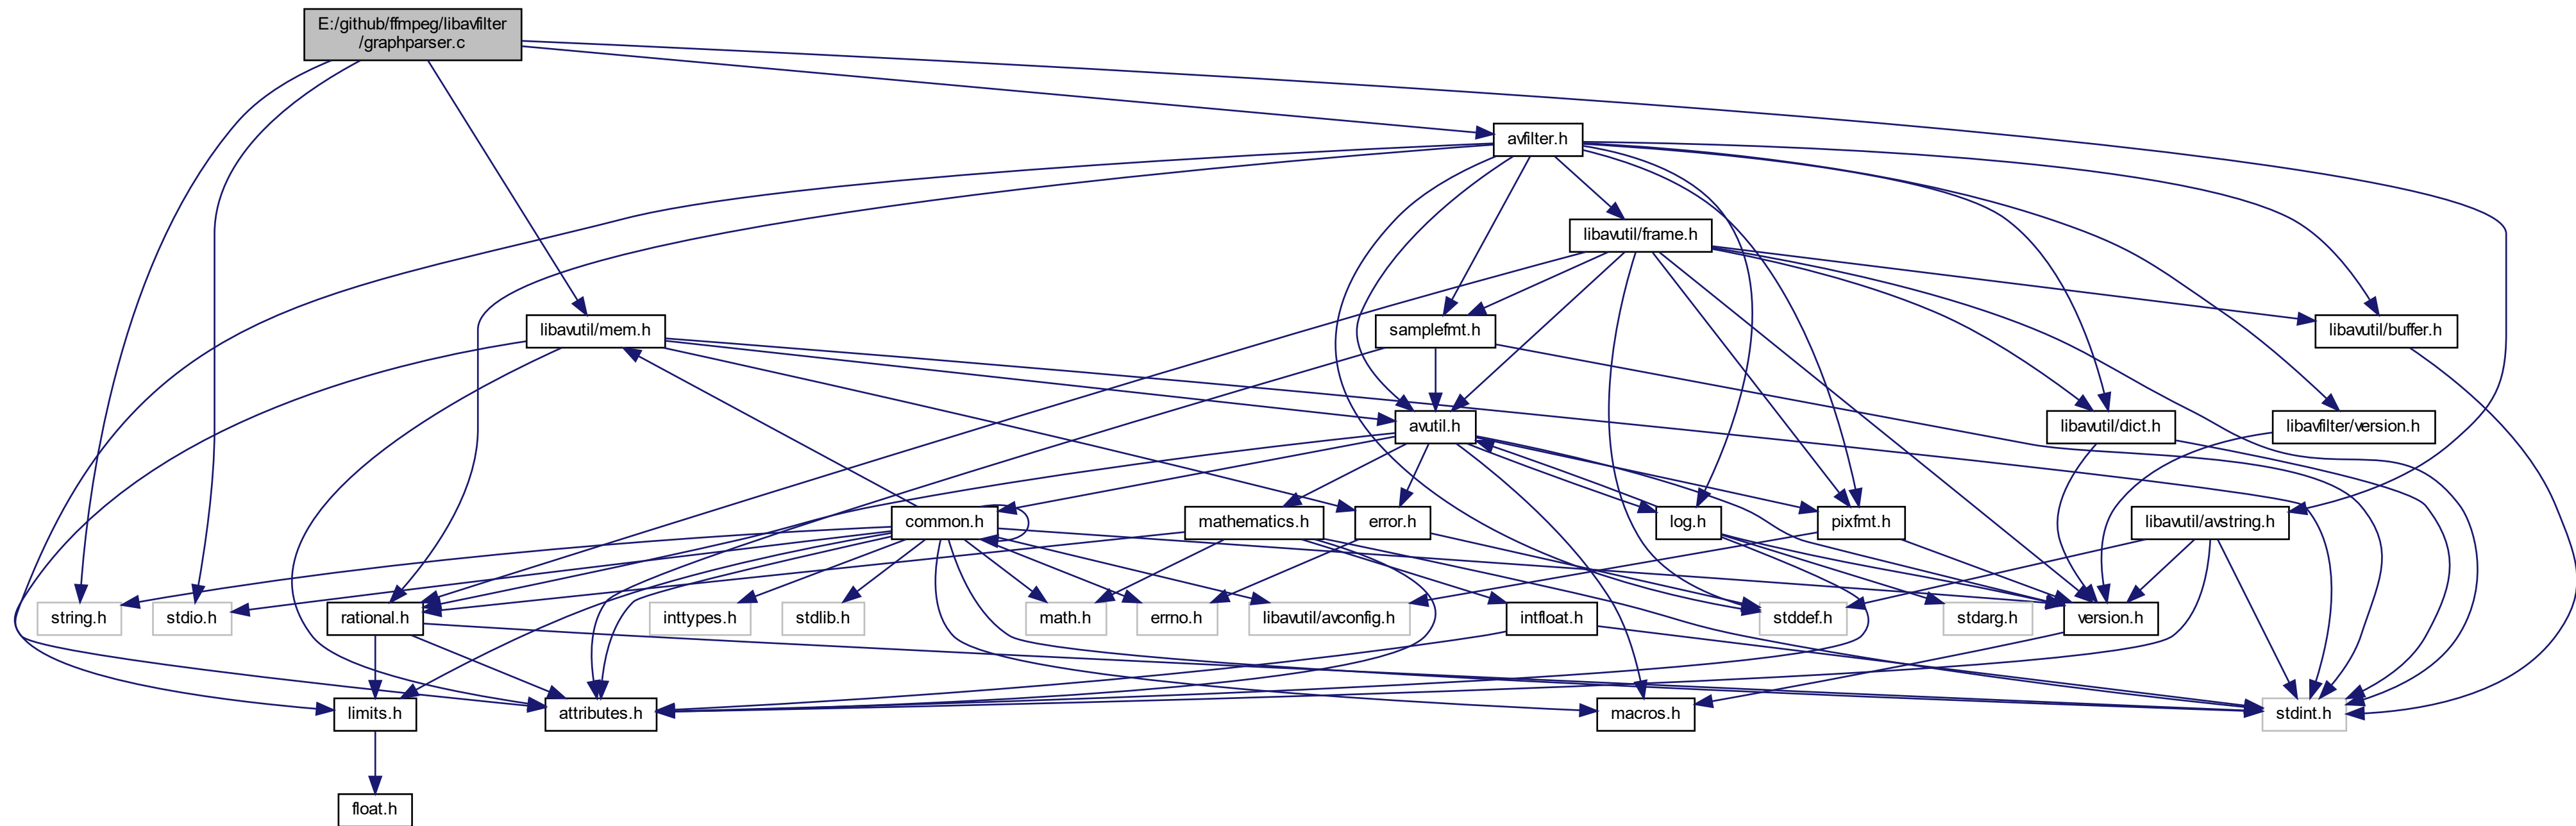 E:/github/ffmpeg/libavfilter
/graphparser.c
avfilter.h
libavutil/frame.h
libavutil/mem.h
samplefmt.h
libavutil/buffer.h
avutil.h
libavutil/dict.h
libavfilter/version.h
common.h
mathematics.h
error.h
log.h
pixfmt.h
libavutil/avstring.h
string.h
stdio.h
rational.h
inttypes.h
stdlib.h
math.h
errno.h
libavutil/avconfig.h
intfloat.h
stddef.h
stdarg.h
version.h
limits.h
attributes.h
macros.h
stdint.h
float.h